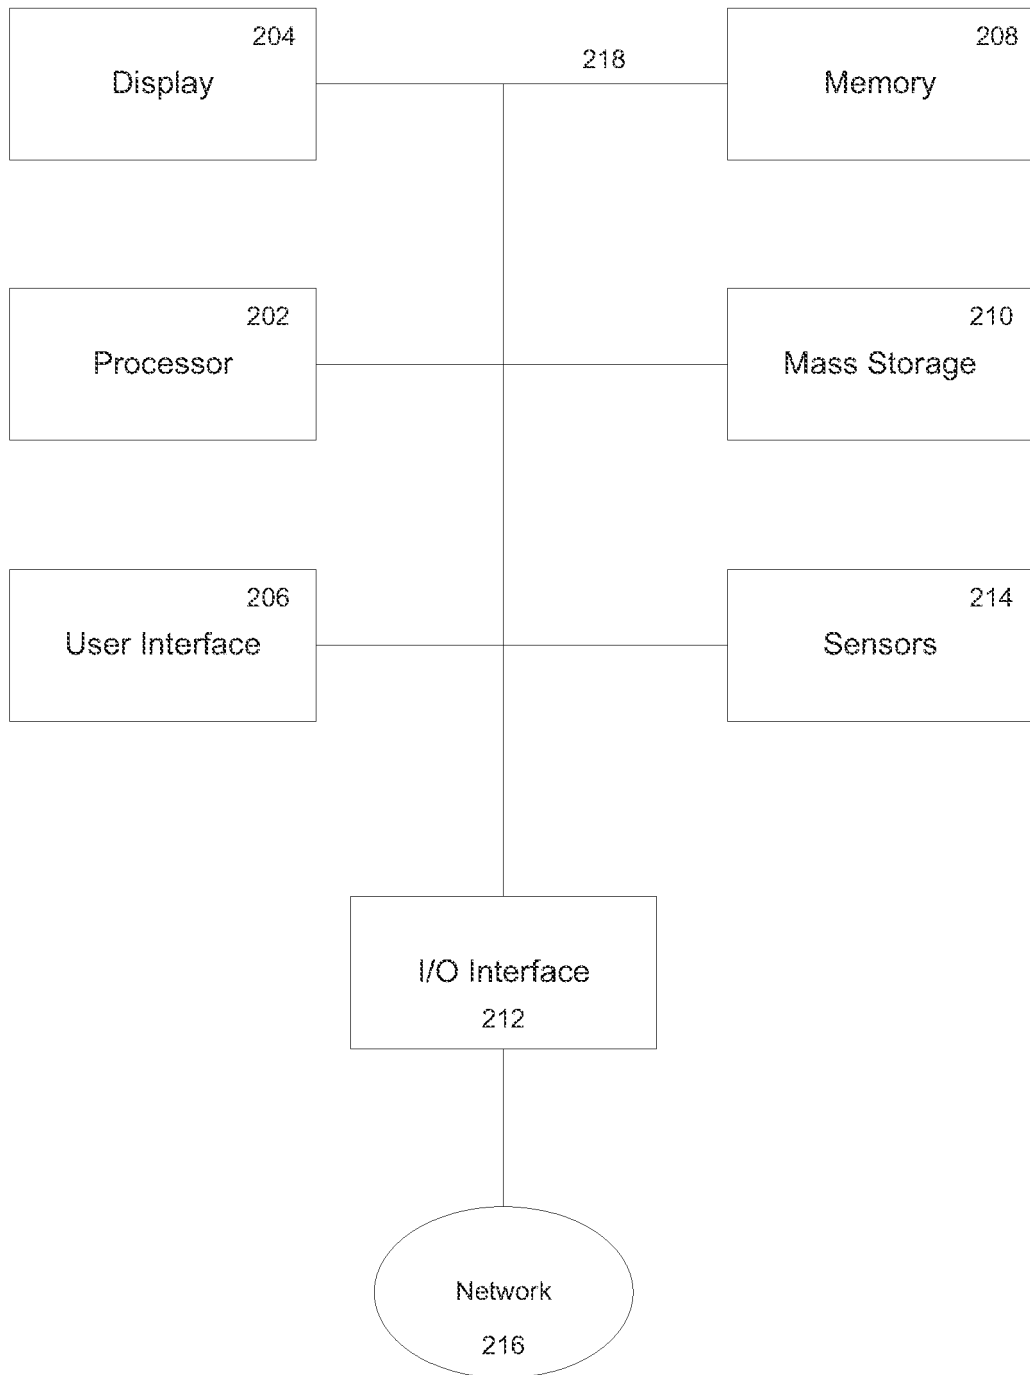 204
Display
218
208
Memory
202
Processor
210
Mass Storage
206
User Interface
214
Sensors
I/O Interface
212
Network
216